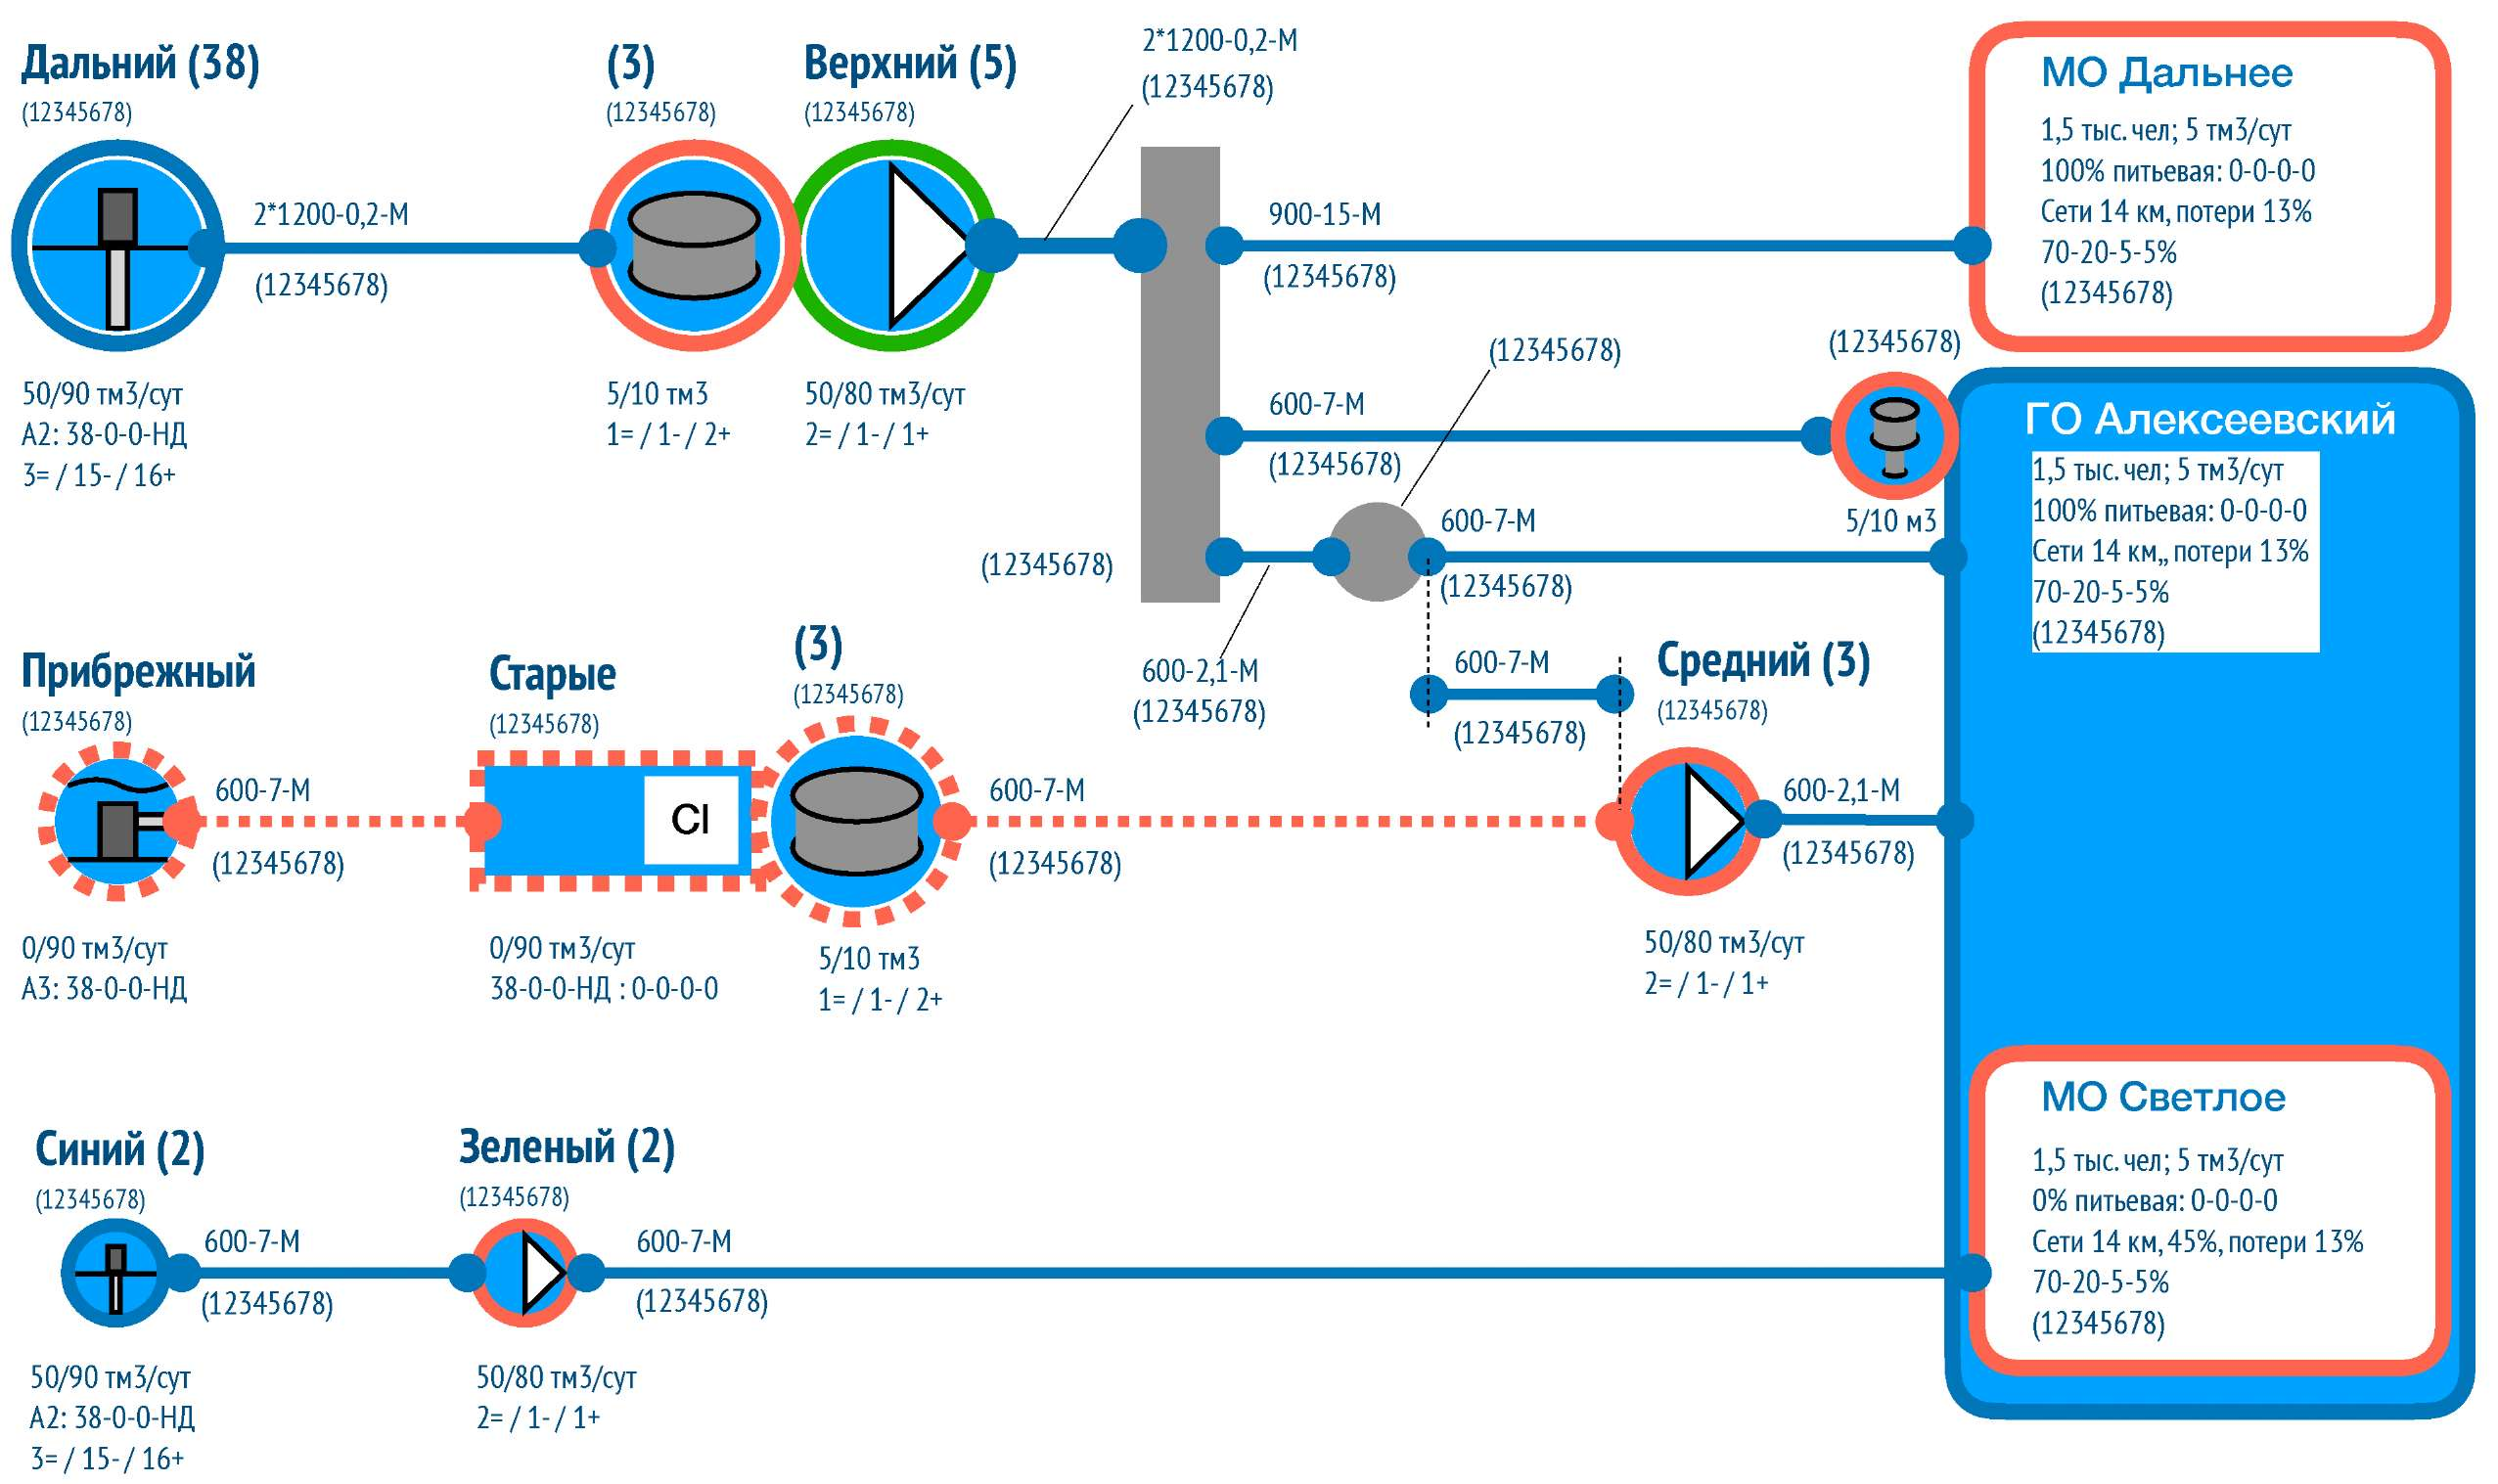 Дальний (38)
(12345678)
2*1200-0,2-М
(12345678)
50/90 тм3/сут
А2: 38-0-0-НД
3= / 15- / 16+
(3)
(12345678)
5/10 тм3
1= / 1- / 2+
Верхний (5)
(12345678)
50/80 тм3/сут
2= / 1- / 1+
2*1200-0,2-М
(12345678)
900-15-М
(12345678)
МО Дальнее
1,5 тыс. чел; 5 тм3/сут
100% питьевая: 0-0-0-0
Сети 14 км, потери 13%
70-20-5-5%
(12345678)
600-7-М
(12345678)
(12345678)
(12345678)
5/10 м3
600-7-М
(12345678)
(12345678)
600-2,1-М
(12345678)
600-7-М
(12345678)
ГО Алексеевский
1,5 тыс. чел; 5 тм3/сут
100% питьевая: 0-0-0-0
Сети 14 км,, потери 13%
70-20-5-5%
(12345678)
Прибрежный
(12345678)
600-7-М
(12345678)
0/90 тм3/сут
А3: 38-0-0-НД
Старые
(12345678)
Cl
0/90 тм3/сут
38-0-0-НД : 0-0-0-0
(3)
(12345678)
5/10 тм3
1= / 1- / 2+
600-7-М
(12345678)
Средний (3)
(12345678)
50/80 тм3/сут
2= / 1- / 1+
600-2,1-М
(12345678)
Синий (2)
(12345678)
600-7-М
(12345678)
50/90 тм3/сут
А2: 38-0-0-НД
3= / 15- / 16+
Зеленый (2)
(12345678)
600-7-М
(12345678)
50/80 тм3/сут
2= / 1- / 1+
МО Светлое
1,5 тыс. чел; 5 тм3/сут
0% питьевая: 0-0-0-0
Сети 14 км, 45%, потери 13%
70-20-5-5%
(12345678)